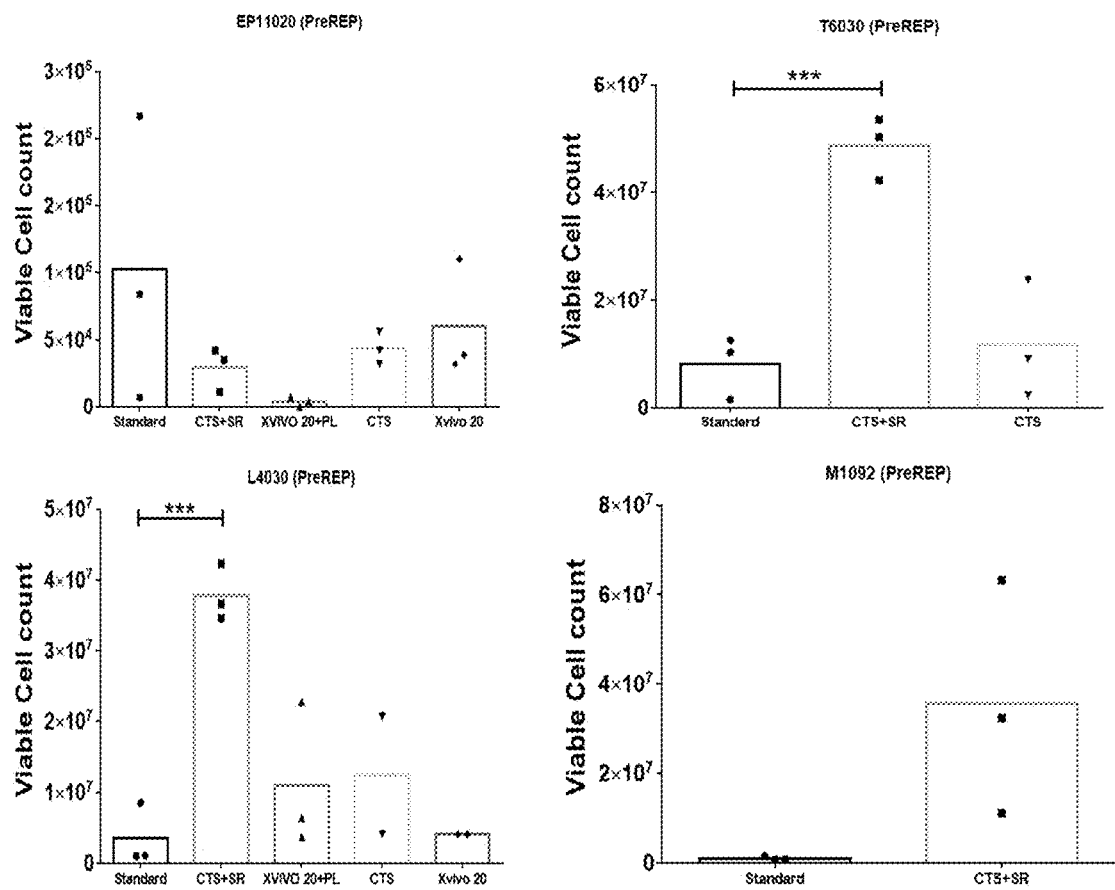 EP11020 (PreREP)
Viable Cell count
3×10⁵
2×10⁵
2×10⁵
1×10⁵
5×10⁴
0
Standard CTS+SR XVIVO 20+PL CTS Xvivo 20
T6030 (PreREP)
Viable Cell count
6×10⁷
4×10⁷
2×10⁷
0
***
Standard CTS+SR CTS
L4030 (PreREP)
Viable Cell count
5×10⁷
4×10⁷
3×10⁷
2×10⁷
1×10⁷
0
***
Standard CTS+SR XVIVO 20+PL CTS Xvivo 20
M1092 (PreREP)
Viable Cell count
8×10⁷
6×10⁷
4×10⁷
2×10⁷
0
Standard CTS+SR